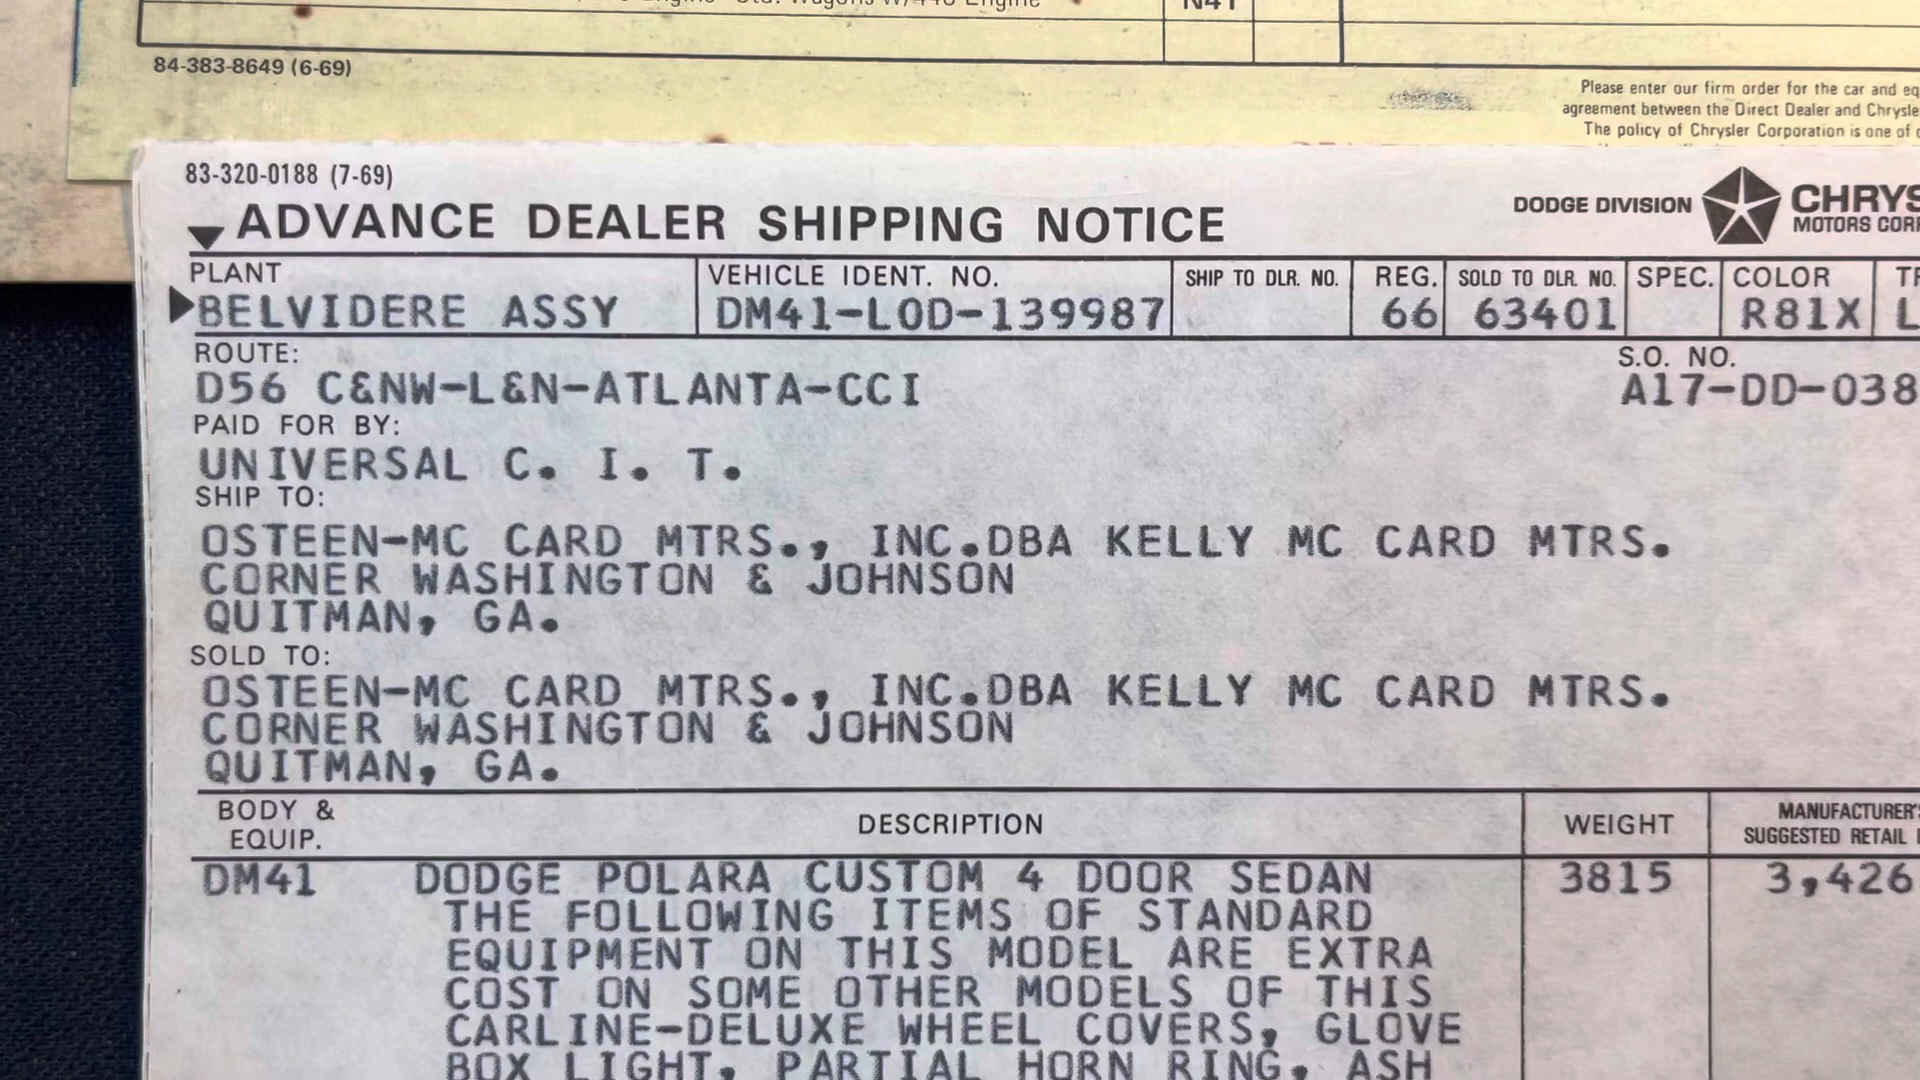 N41
84-383-8649 (6-69)
Please enter our firm order for the car and
agreement between the Direct Dealer and
The policy of Chrysler Corporation is one of
83-320-0188 (7-69)
ADVANCE DEALER SHIPPING NOTICE
DODGE DIVISION
MOTORS
PLANT
BELVIDERE ASSY
VEHICLE IDENT. NO.
DM41-L0D-139987
SHIP TO DLR. NO.
REG.
66
SOLD TO DLR. NO.
63401
SPEC.
COLOR
R81X
L
ROUTE:
D56 C&NW-L&N-ATLANTA-CCI
S.O. NO.
A17-DD-038
PAID FOR BY:
UNIVERSAL C. I. T.
SHIP TO:
OSTEEN-MC CARD MTRS., INC.DBA KELLY MC CARD MTRS.
CORNER WASHINGTON & JOHNSON
QUITMAN, GA.
SOLD TO:
OSTEEN-MC CARD MTRS., INC.DBA KELLY MC CARD MTRS.
CORNER WASHINGTON & JOHNSON
QUITMAN, GA.
BODY &
EQUIP.
DESCRIPTION
WEIGHT
MANUFACTURER'S
SUGGESTED RETAIL
DM41 DODGE POLARA CUSTOM 4 DOOR SEDAN 3815 3,426
THE FOLLOWING ITEMS OF STANDARD
EQUIPMENT ON THIS MODEL ARE EXTRA
COST ON SOME OTHER MODELS OF THIS
CARLINE-DELUXE WHEEL COVERS, GLOVE
BOX LIGHT, PARTIAL HORN RING, ASH